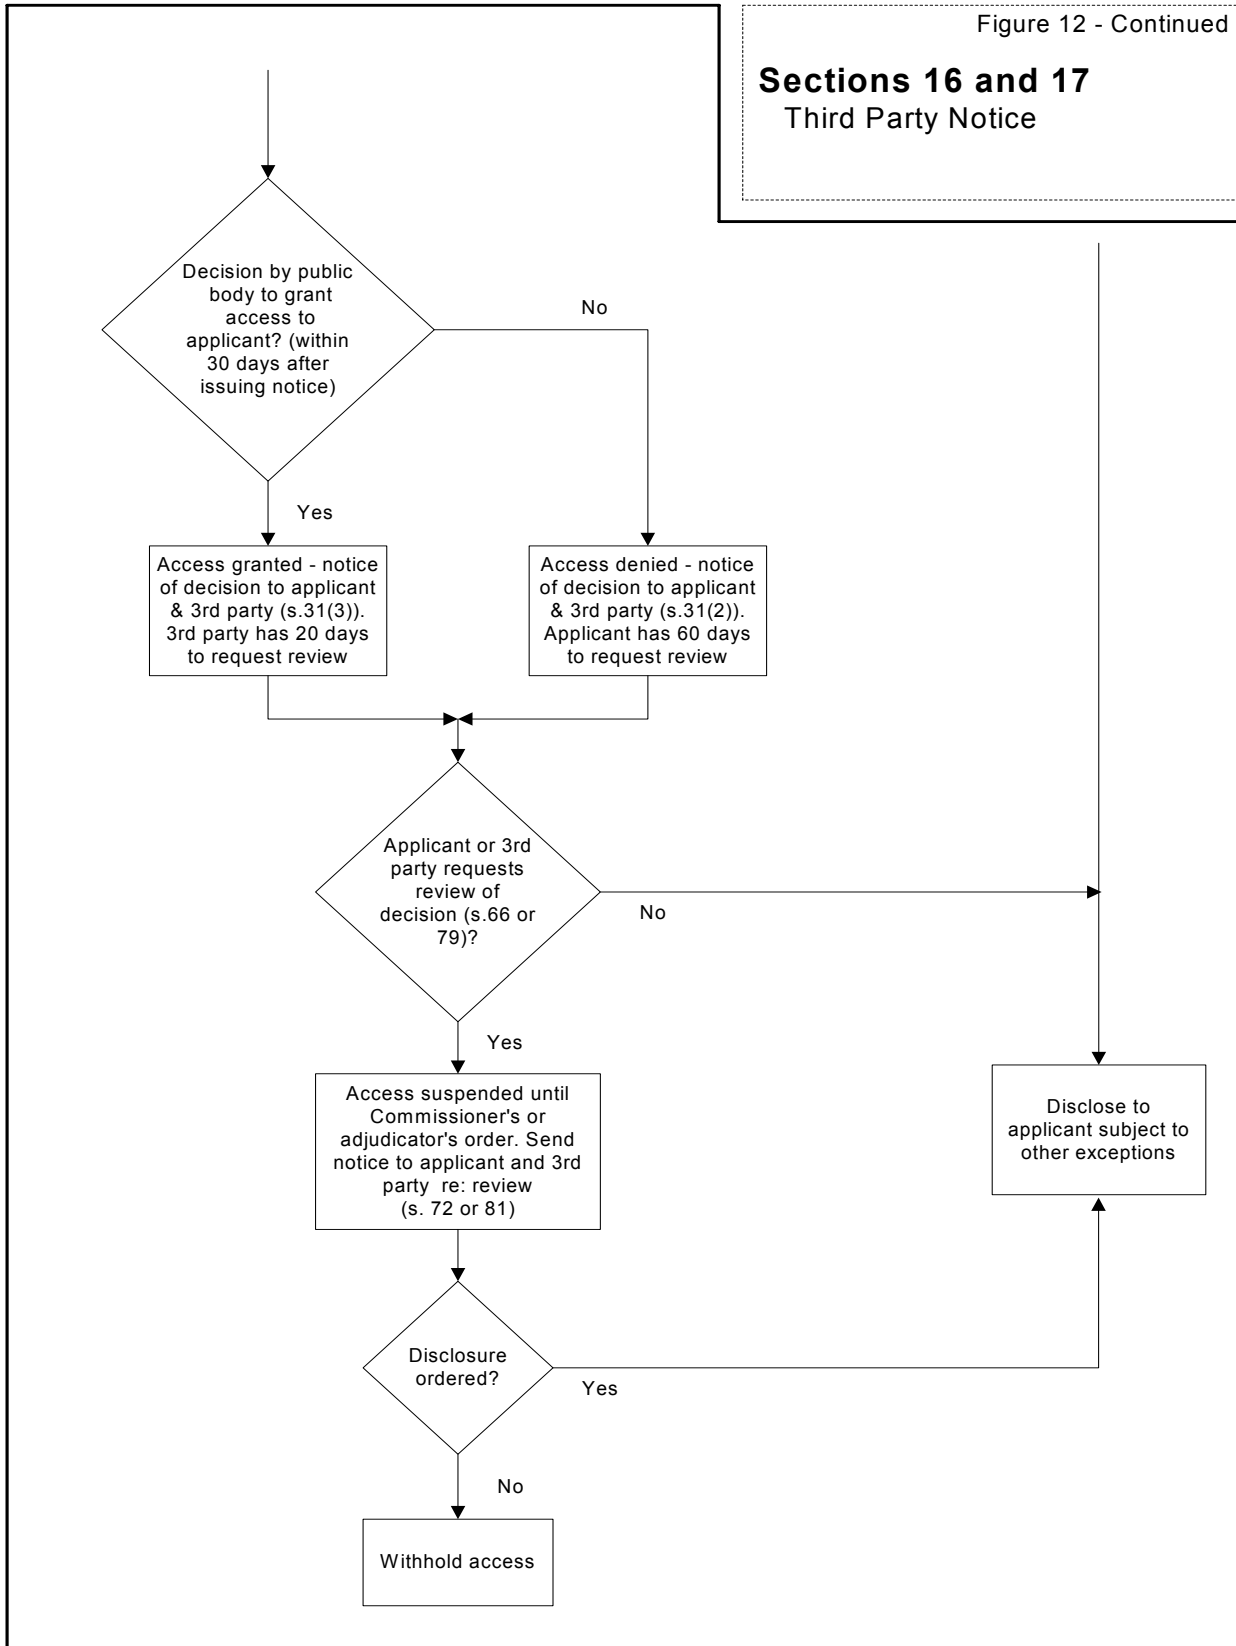 Figure 12 - Continued
Sections 16 and 17
Third Party Notice
Decision by public
body to grant
access to
applicant? (within
30 days after
issuing notice)
No
Yes
Access granted - notice
of decision to applicant
& 3rd party (s.31(3)).
3rd party has 20 days
to request review
Access denied - notice
of decision to applicant
& 3rd party (s.31(2)).
Applicant has 60 days
to request review
Applicant or 3rd
party requests
review of
decision (s.66 or
79)?
No
Yes
Access suspended until
Commissioner's or
adjudicator's order. Send
notice to applicant and 3rd
party re: review
(s. 72 or 81)
Disclose to
applicant subject to
other exceptions
Disclosure
ordered?
Yes
No
Withhold access